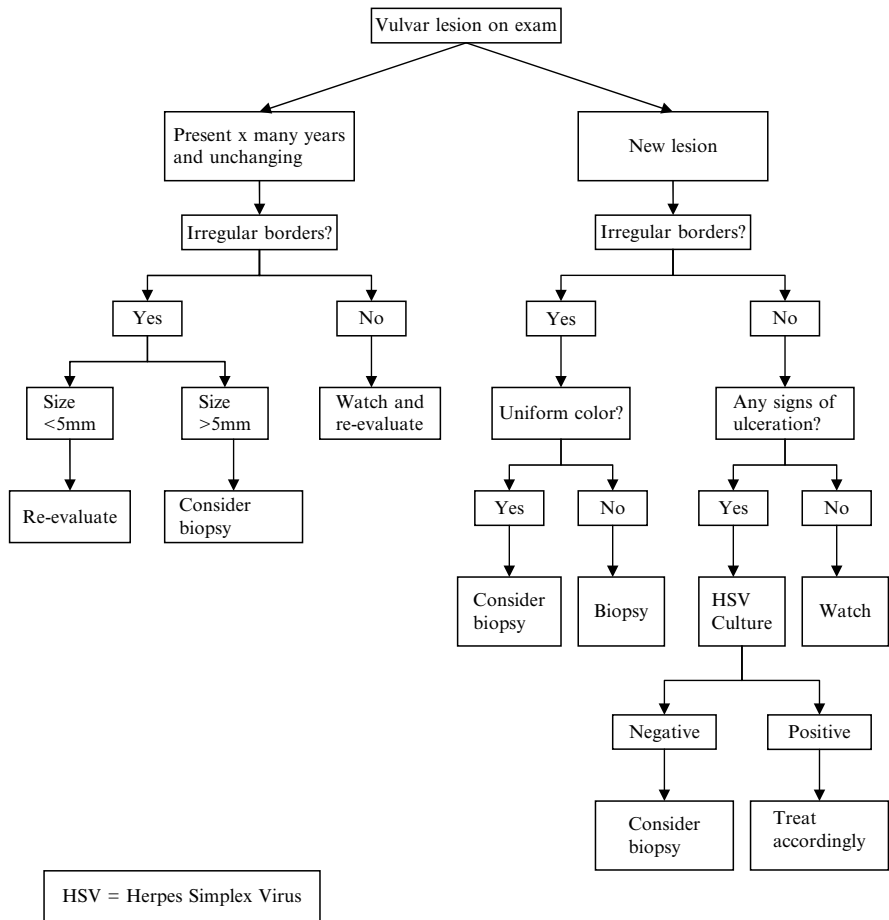 Vulvar lesion on exam
Present x many years
and unchanging
New lesion
Irregular borders?
Irregular borders?
Yes
No
Yes
No
Size
<5mm
Size
>5mm
Watch and
re-evaluate
Uniform color?
Any signs of
ulceration?
Re-evaluate
Consider
biopsy
Yes
No
Yes
No
Consider
biopsy
Biopsy
HSV
Culture
Watch
Negative
Positive
Consider
biopsy
Treat
accordingly
HSV = Herpes Simplex Virus